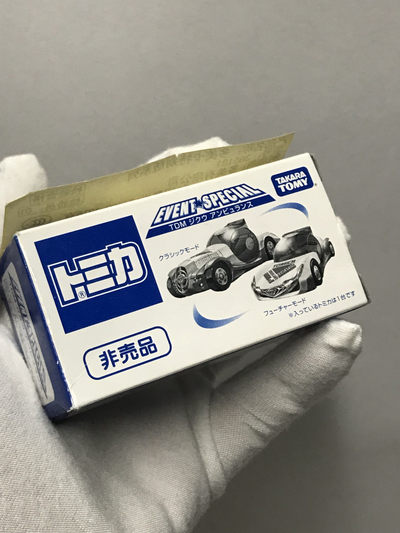 EVENT SPECIAL
TDM ジクウ アンビュランス
TAKARA
TOMY
トミカ
®
クラシックモード
フューチャーモード
※入っているトミカは1台です
非売品